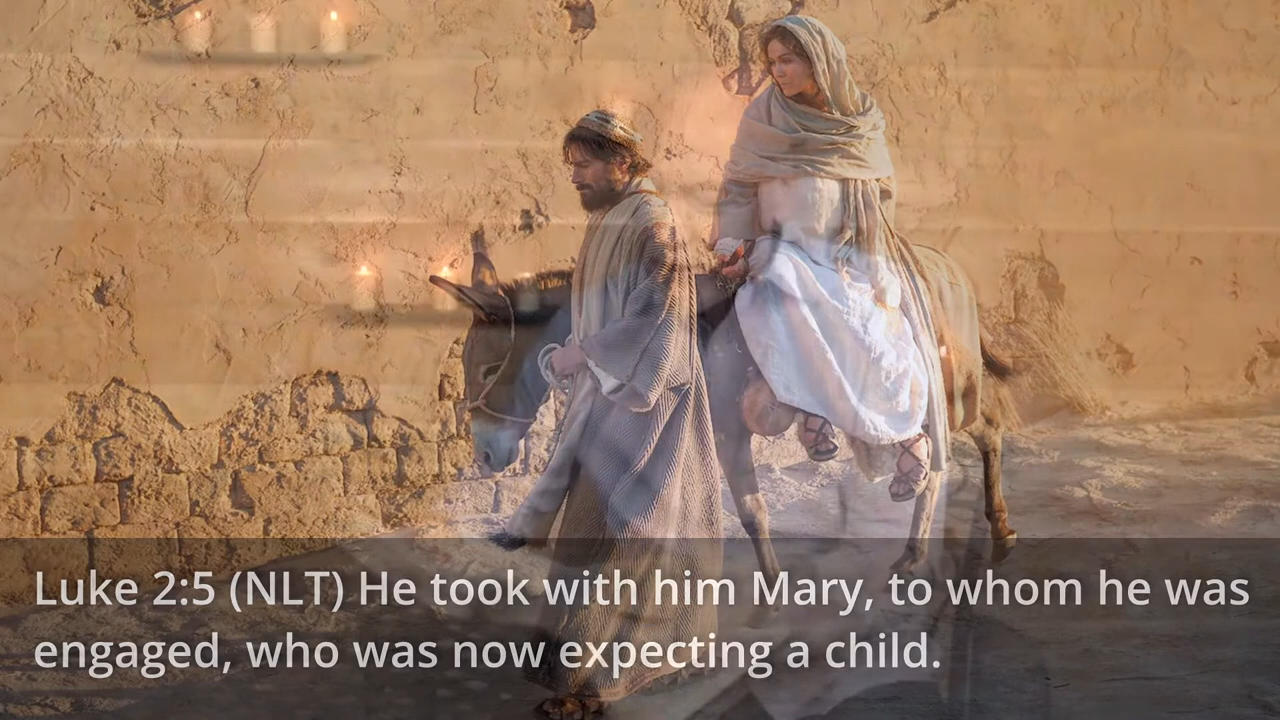 Luke 2:5 (NLT) He took with him Mary, to whom he was
engaged, who was now expecting a child.